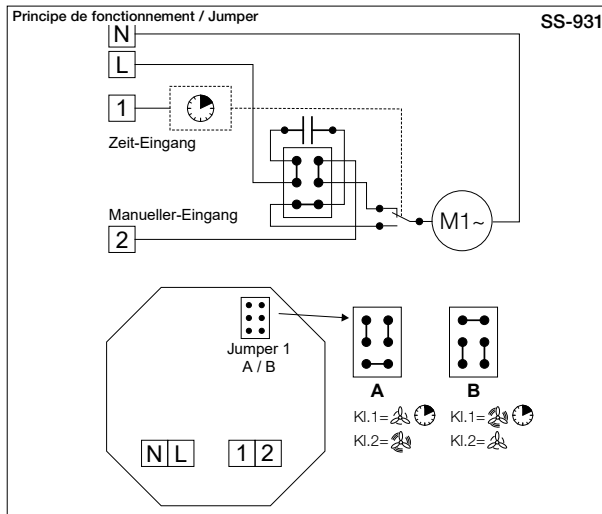 Principe de fonctionnement / Jumper
SS-931
N
L
1
Zeit-Eingang
Manueller-Eingang
2
M1~
Jumper 1
A / B
N L
1 2
A
B
Kl.1=
Kl.1=
Kl.2=
Kl.2=